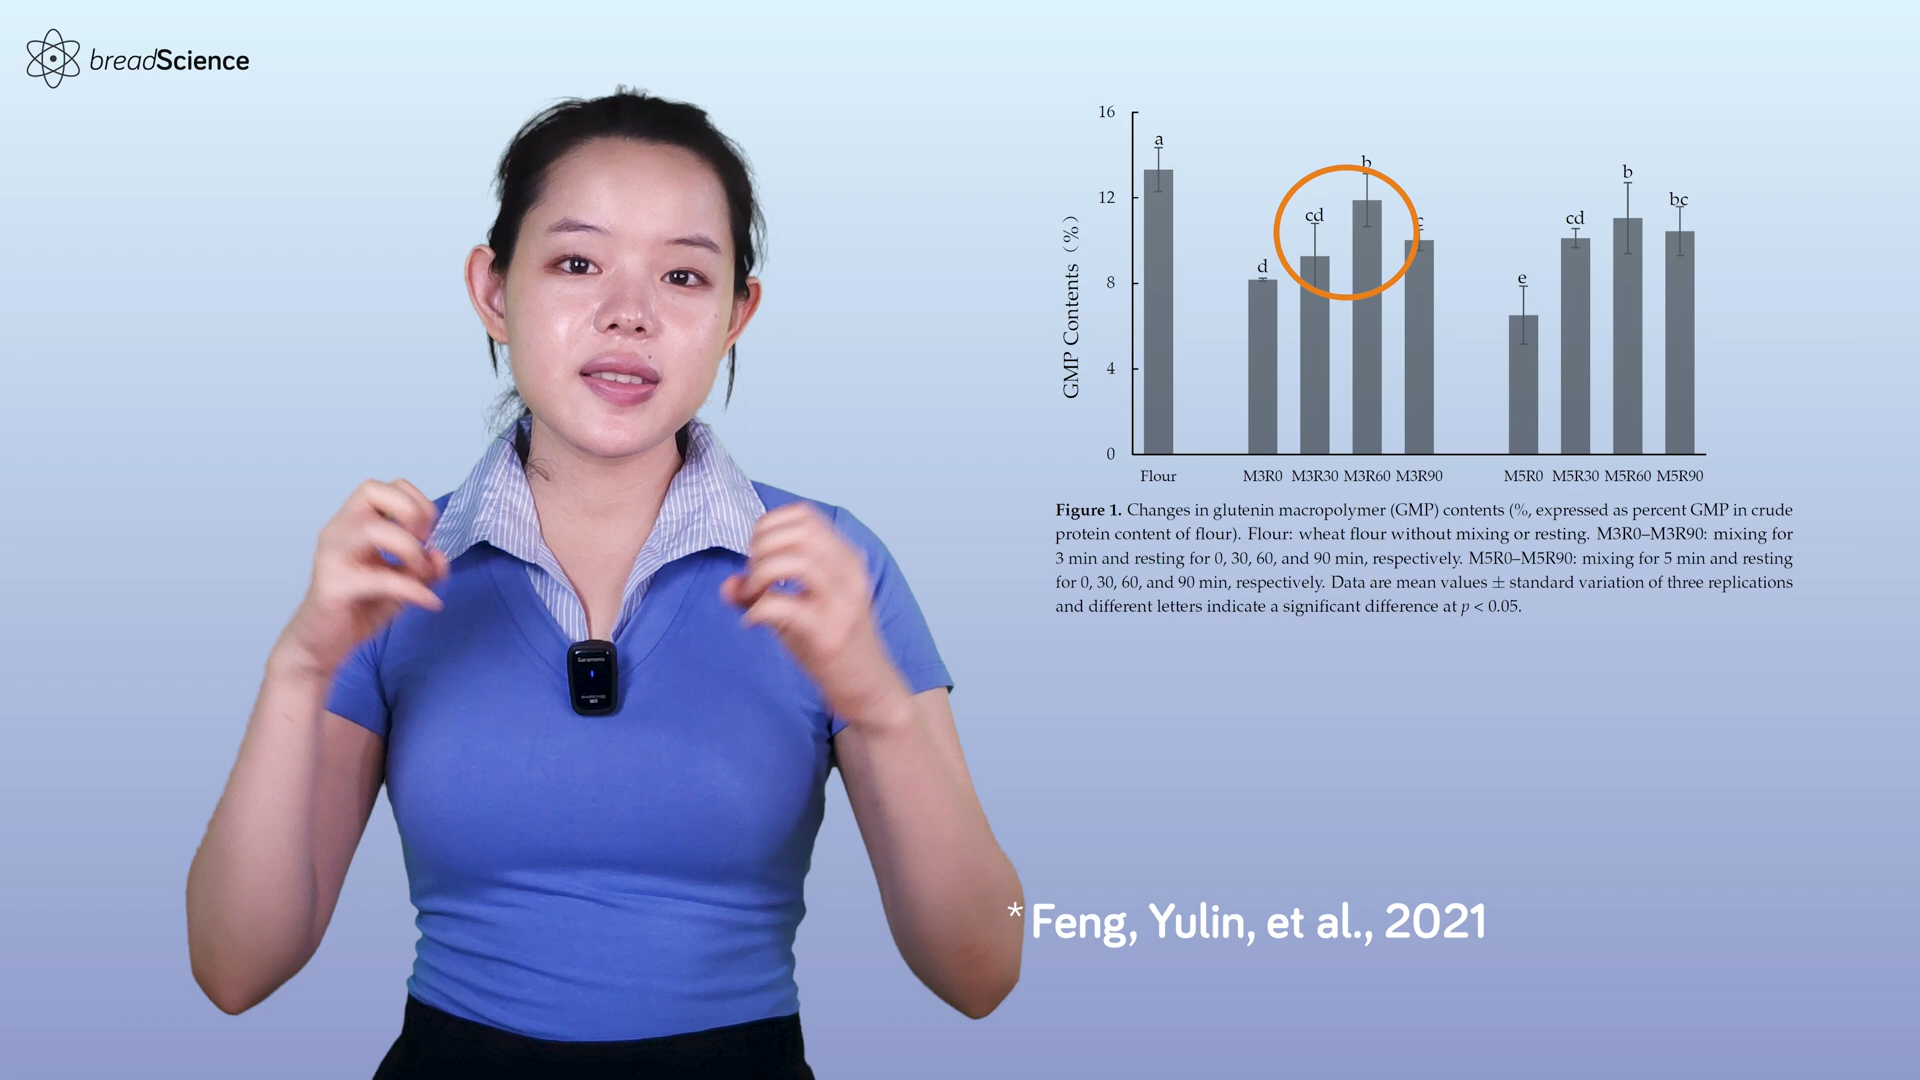 breadScience
16
12
8
4
0
GMP Contents (%)
a
d
cd
b
c
e
cd
b
bc
Flour M3R0 M3R30 M3R60 M3R90 M5R0 M5R30 M5R60 M5R90
Figure 1. Changes in glutenin macropolymer (GMP) contents (%, expressed as percent GMP in crude
protein content of flour). Flour: wheat flour without mixing or resting. M3R0–M3R90: mixing for
3 min and resting for 0, 30, 60, and 90 min, respectively. M5R0–M5R90: mixing for 5 min and resting
for 0, 30, 60, and 90 min, respectively. Data are mean values ± standard variation of three replications
and different letters indicate a significant difference at p < 0.05.
Saramonic
*Feng, Yulin, et al., 2021